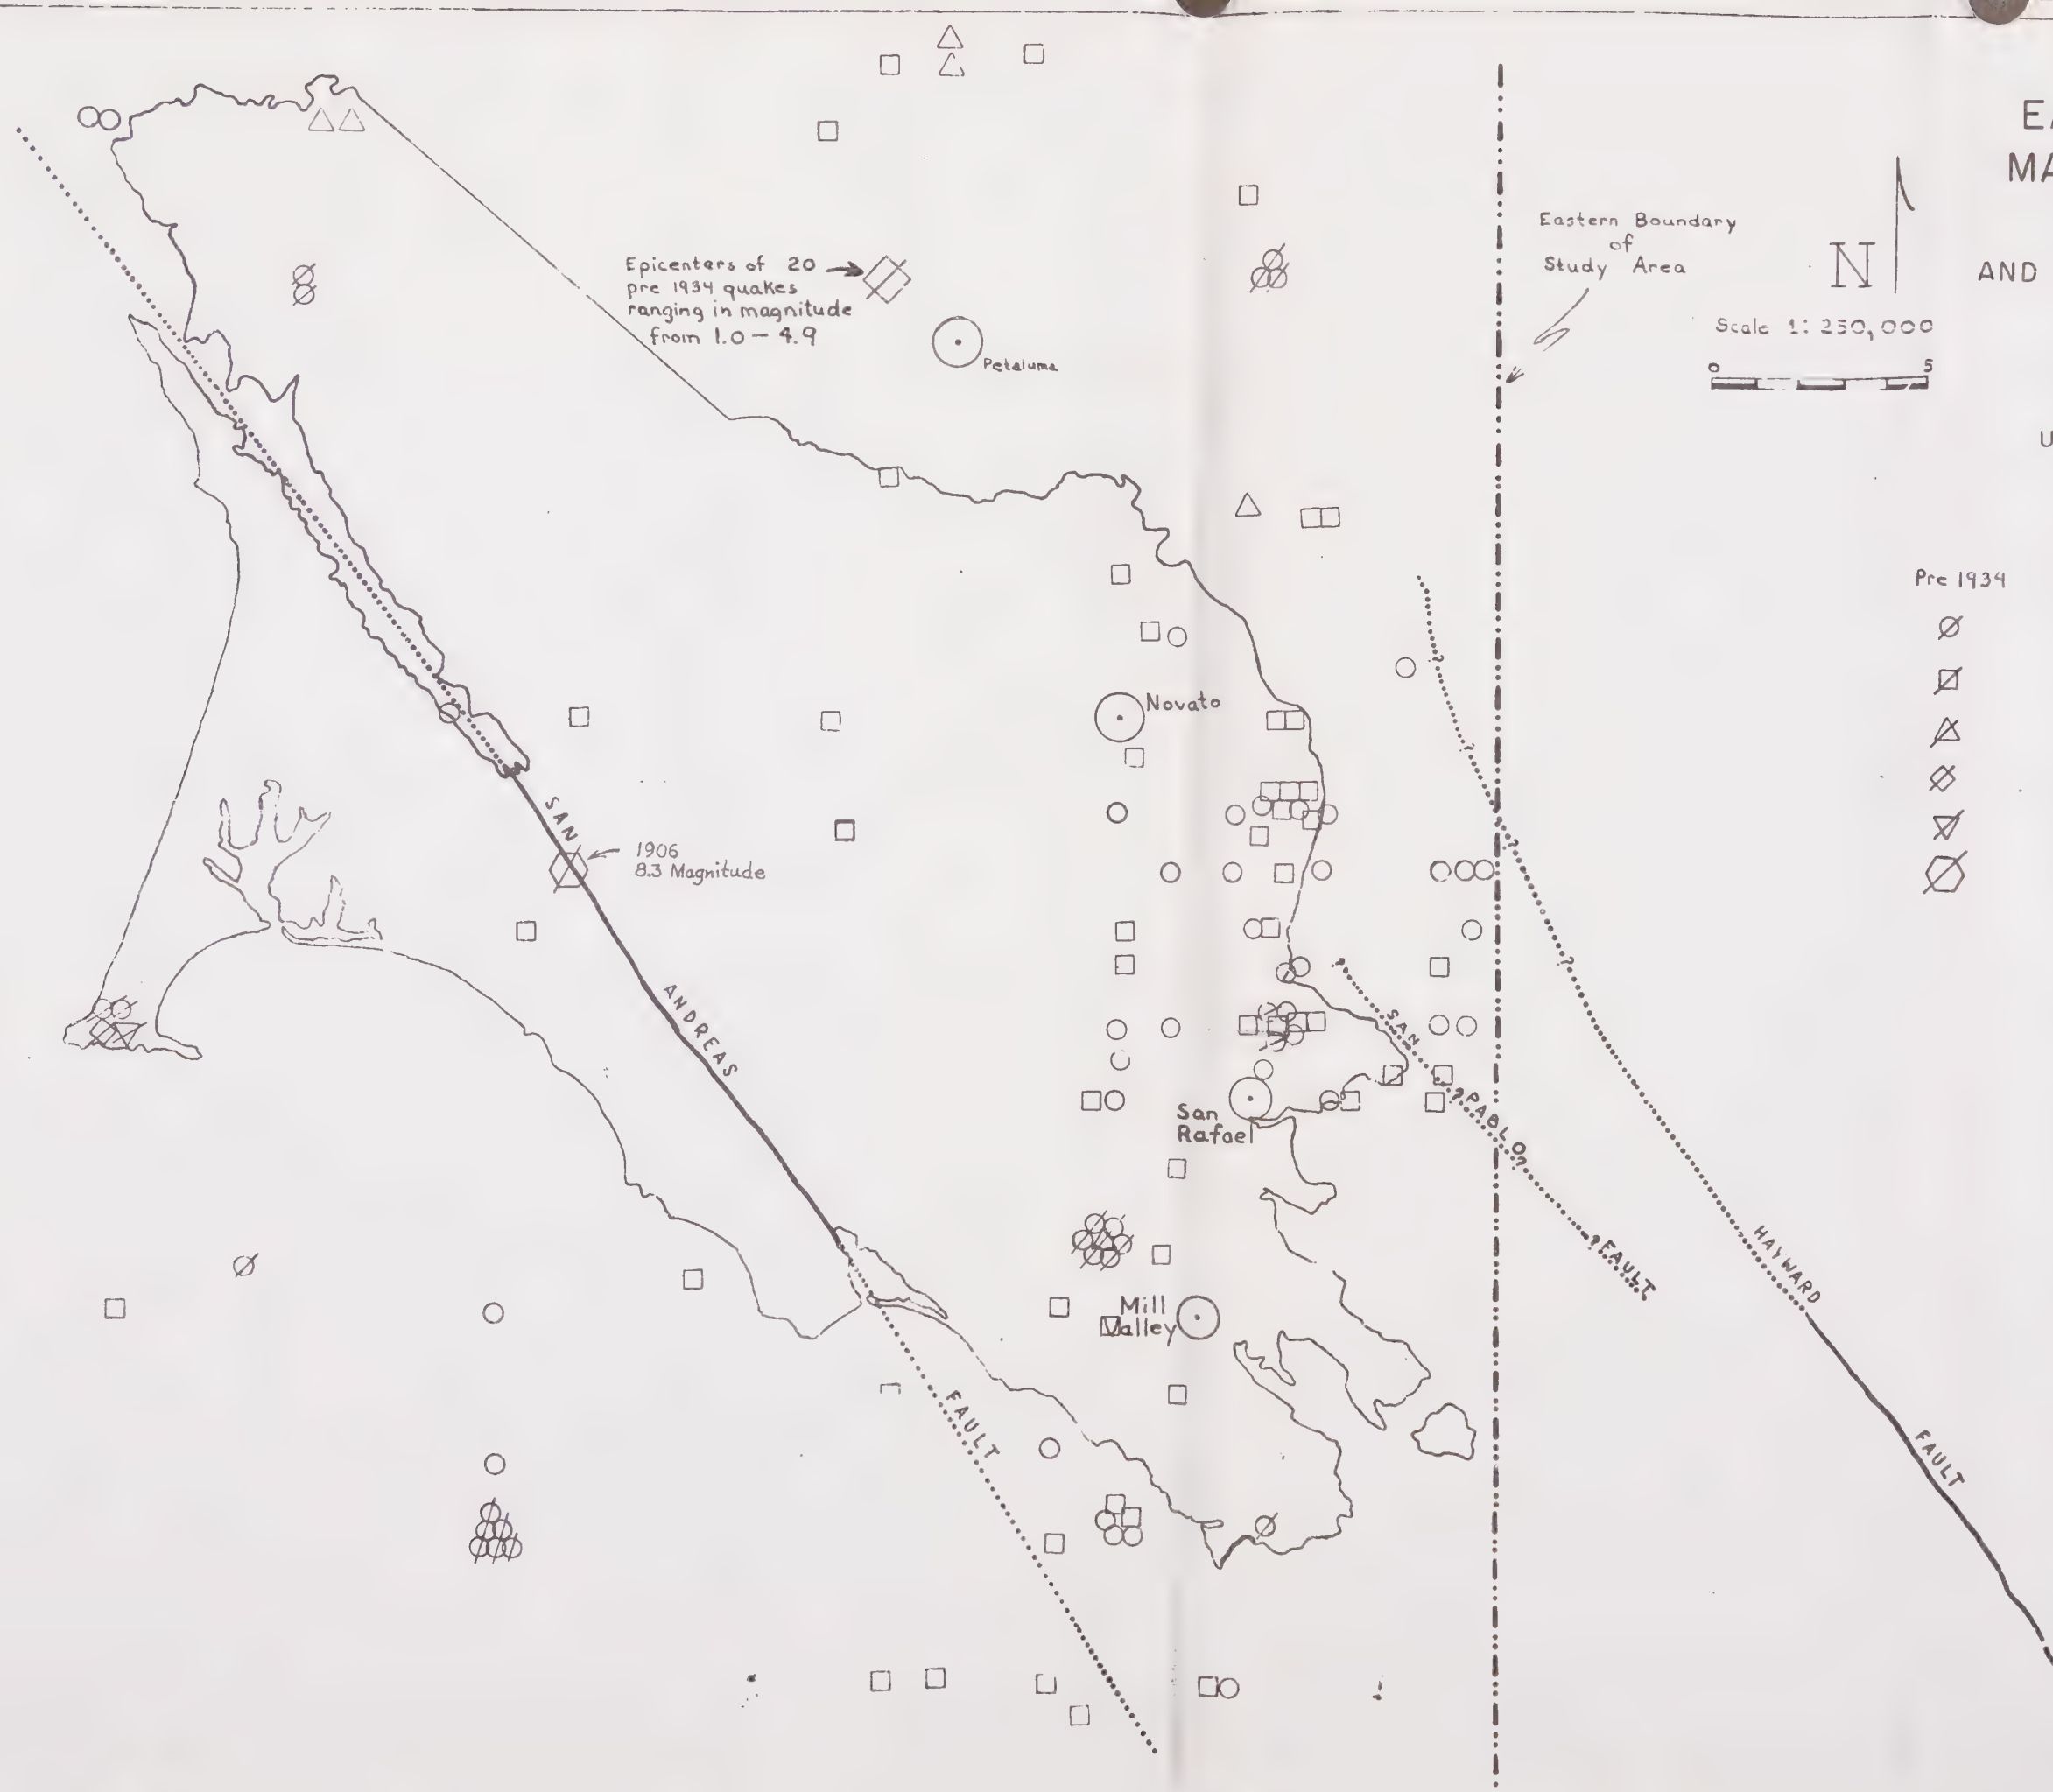 EA
MA
AND
U
Eastern Boundary
of
Study Area
N
Scale 1:250,000
0 5
Epicenters of 20
pre 1934 quakes
ranging in magnitude
from 1.0 – 4.9
Petaluma
Pre 1934
Novato
1906
8.3 Magnitude
SAN
ANDREAS
FAULT
SAN
PABLO
FAULT
HAYWARD
FAULT
San
Rafael
Mill
Valley
? ? ? ?
? ? ? ?